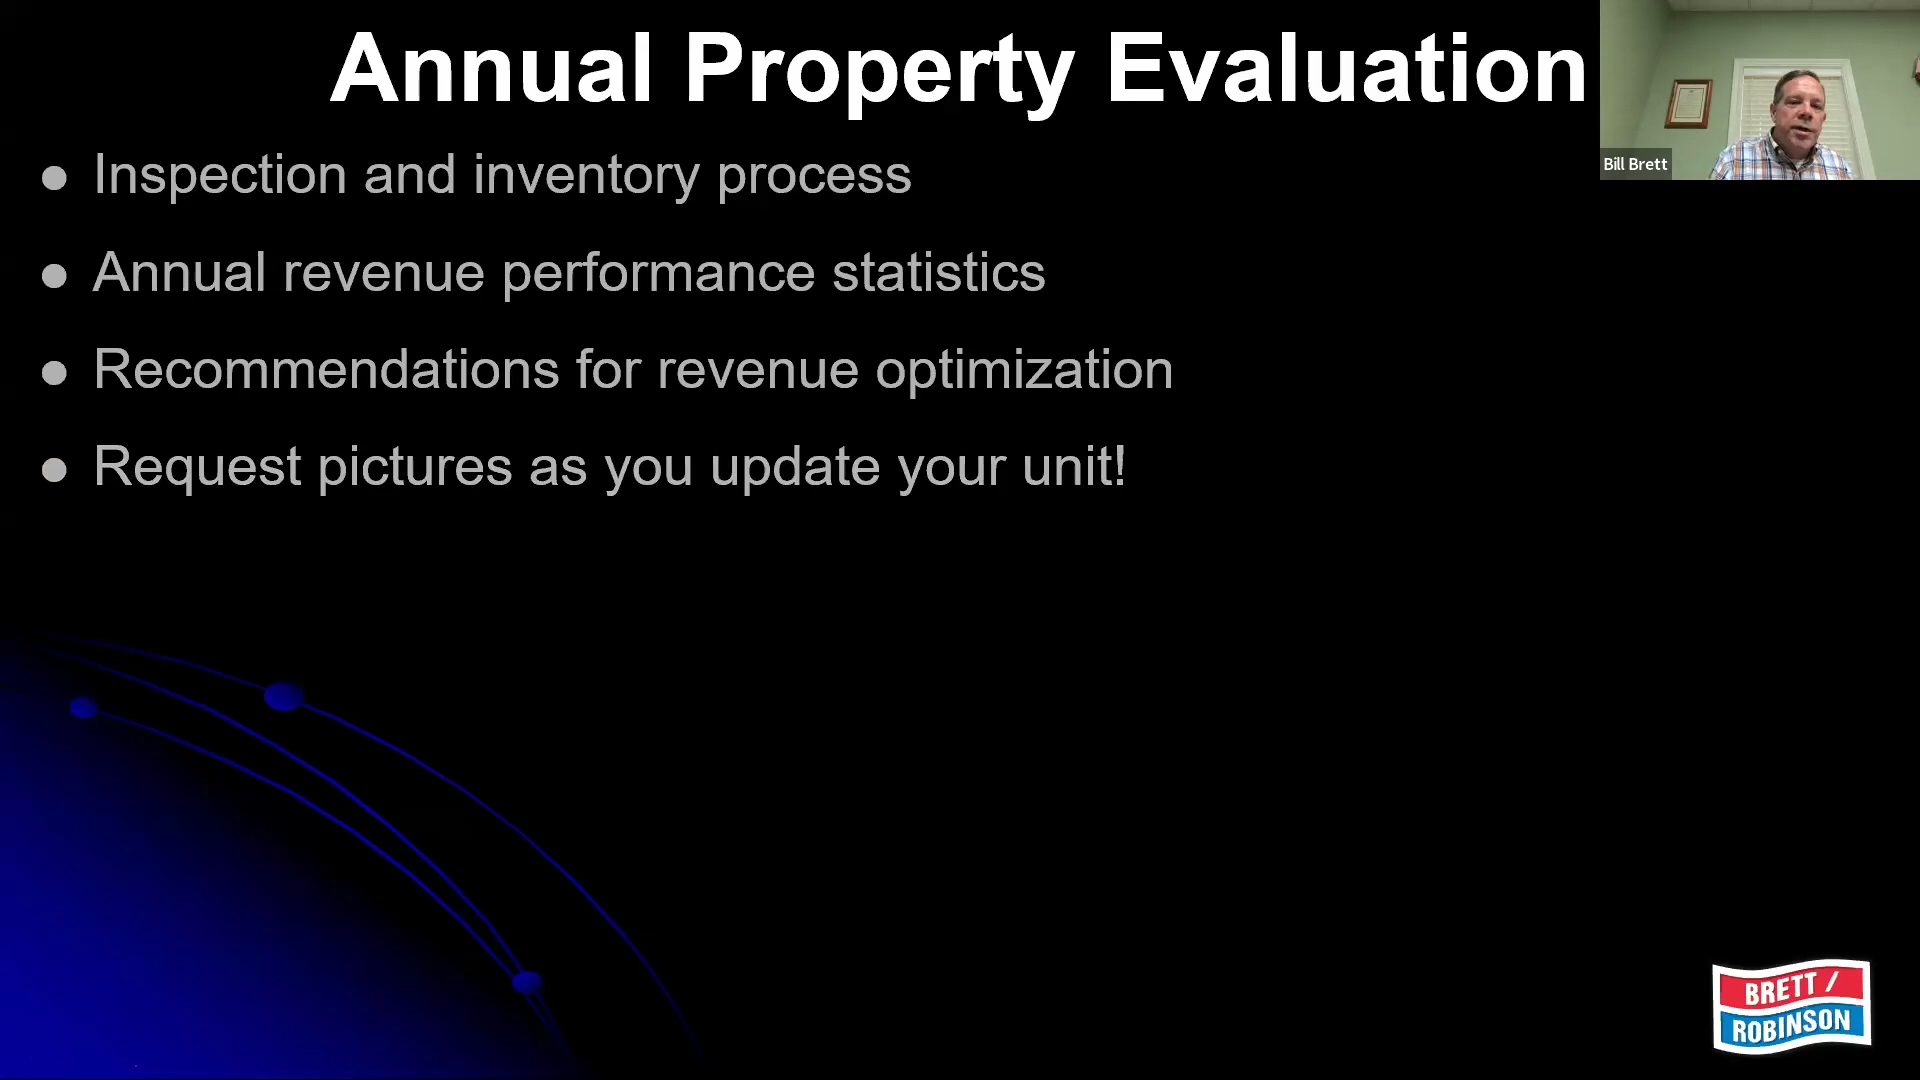 Annual Property Evaluation
Bill Brett
Inspection and inventory process
Annual revenue performance statistics
Recommendations for revenue optimization
Request pictures as you update your unit!
BRETT /
ROBINSON